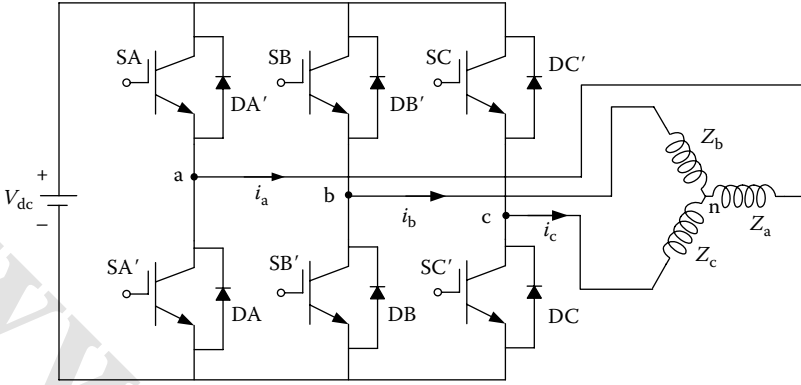 SA
SB
SC
DC′
DA′
DB′
a
i_a
b
i_b
c
i_c
+
V_dc
−
Z_b
n
Z_a
Z_c
SA′
SB′
SC′
DA
DB
DC